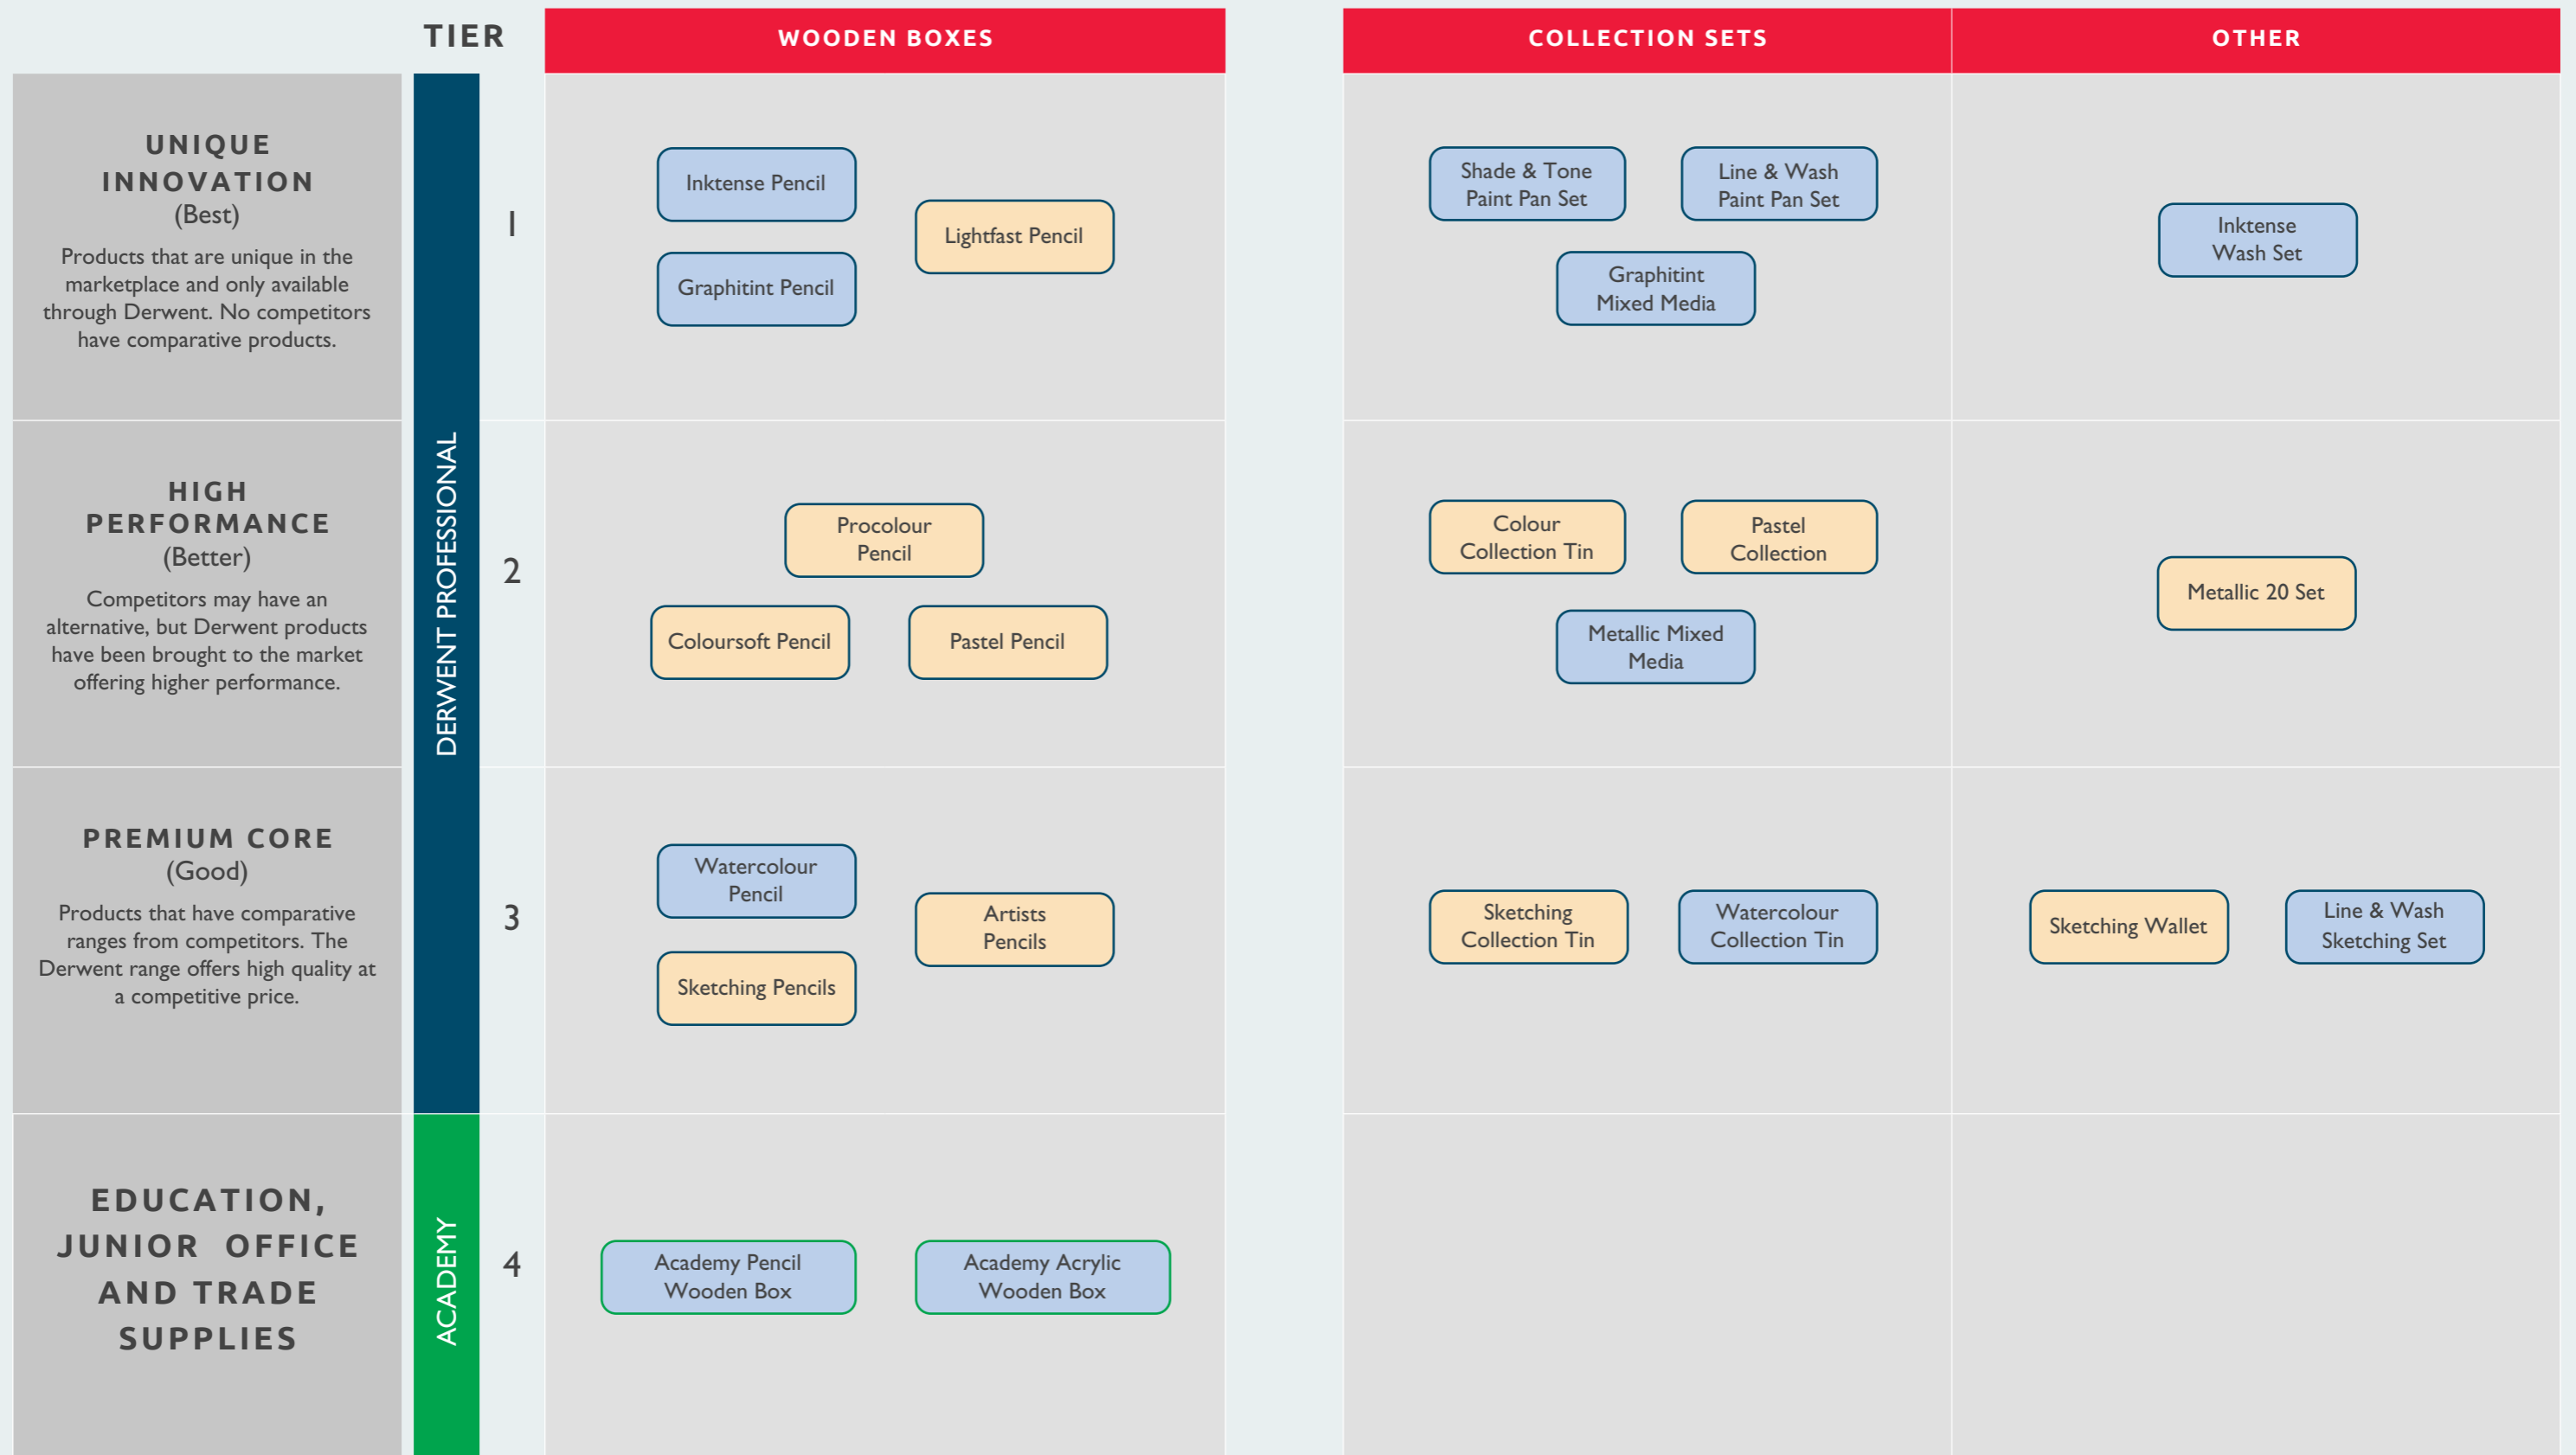 TIER
WOODEN BOXES
COLLECTION SETS
OTHER
UNIQUE
INNOVATION
(Best)
Products that are unique in the
marketplace and only available
through Derwent. No competitors
have comparative products.
DERWENT PROFESSIONAL
1
Inktense Pencil
Graphitint Pencil
Lightfast Pencil
Shade & Tone
Paint Pan Set
Line & Wash
Paint Pan Set
Graphitint
Mixed Media
Inktense
Wash Set
HIGH
PERFORMANCE
(Better)
Competitors may have an
alternative, but Derwent products
have been brought to the market
offering higher performance.
2
Procolour
Pencil
Coloursoft Pencil
Pastel Pencil
Colour
Collection Tin
Pastel
Collection
Metallic Mixed
Media
Metallic 20 Set
PREMIUM CORE
(Good)
Products that have comparative
ranges from competitors. The
Derwent range offers high quality at
a competitive price.
3
Watercolour
Pencil
Sketching Pencils
Artists
Pencils
Sketching
Collection Tin
Watercolour
Collection Tin
Sketching Wallet
Line & Wash
Sketching Set
EDUCATION,
JUNIOR OFFICE
AND TRADE
SUPPLIES
ACADEMY
4
Academy Pencil
Wooden Box
Academy Acrylic
Wooden Box